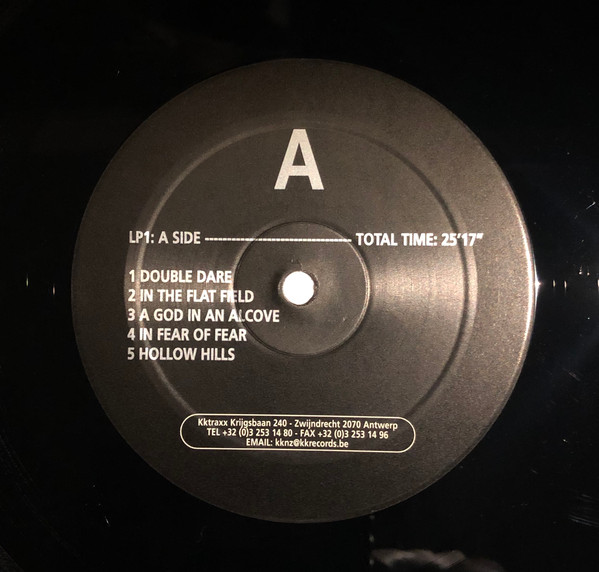 A
LP1: A SIDE -------------------------------- TOTAL TIME: 25'17"
1 DOUBLE DARE
2 IN THE FLAT FIELD
3 A GOD IN AN ALCOVE
4 IN FEAR OF FEAR
5 HOLLOW HILLS
Kktraxx Krijgsbaan 240 - Zwijndrecht 2070 Antwerp
TEL +32 (0)3 253 14 80 - FAX +32 (0)3 253 14 96
EMAIL: kknz@kkrecords.be